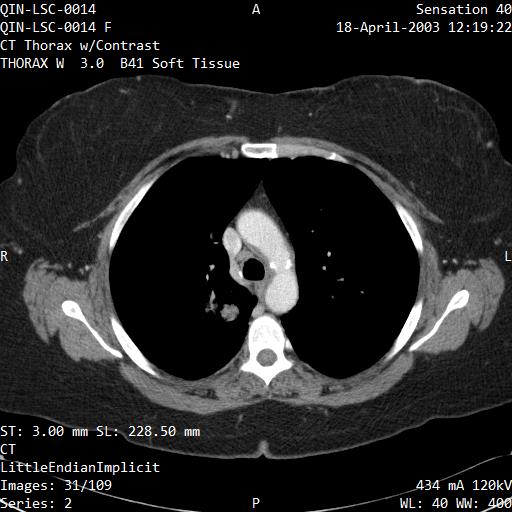 QIN-LSC-0014
A
Sensation 40
QIN-LSC-0014 F
18-April-2003 12:19:22
CT Thorax w/Contrast
THORAX W 3.0 B41 Soft Tissue
R
L
ST: 3.00 mm SL: 228.50 mm
CT
LittleEndianImplicit
Images: 31/109
434 mA 120kV
Series: 2
P
WL: 40 WW: 400